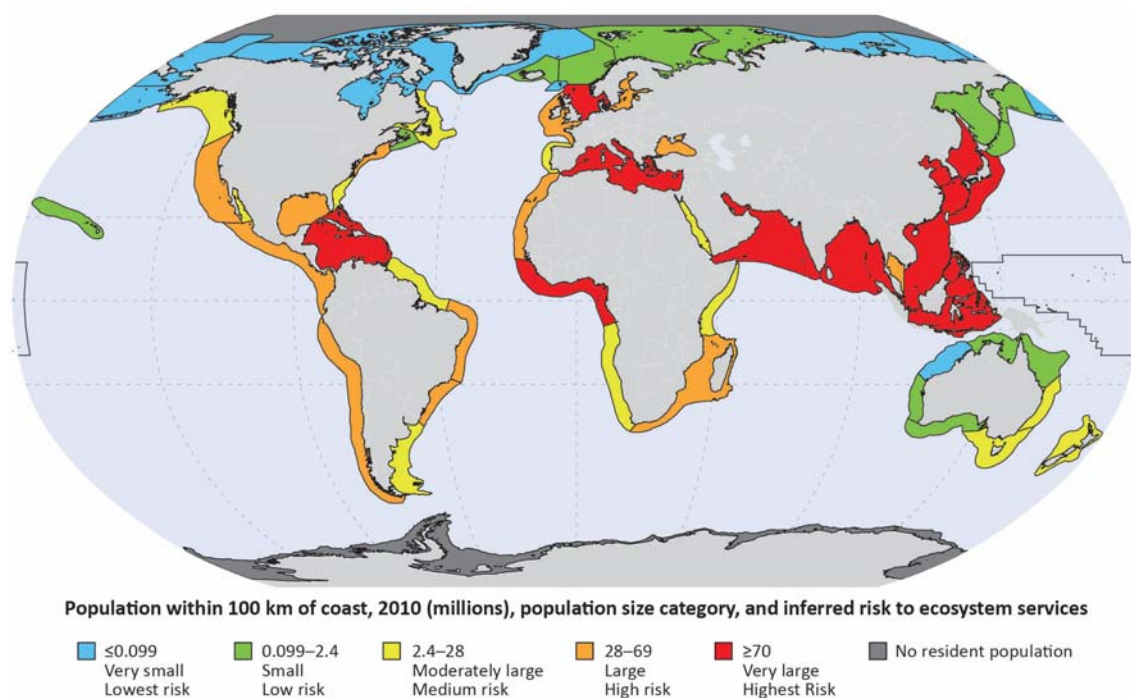 Population within 100 km of coast, 2010 (millions), population size category, and inferred risk to ecosystem services
≤0.099
Very small
Lowest risk
0.099–2.4
Small
Low risk
2.4–28
Moderately large
Medium risk
28–69
Large
High risk
≥70
Very large
Highest Risk
No resident population